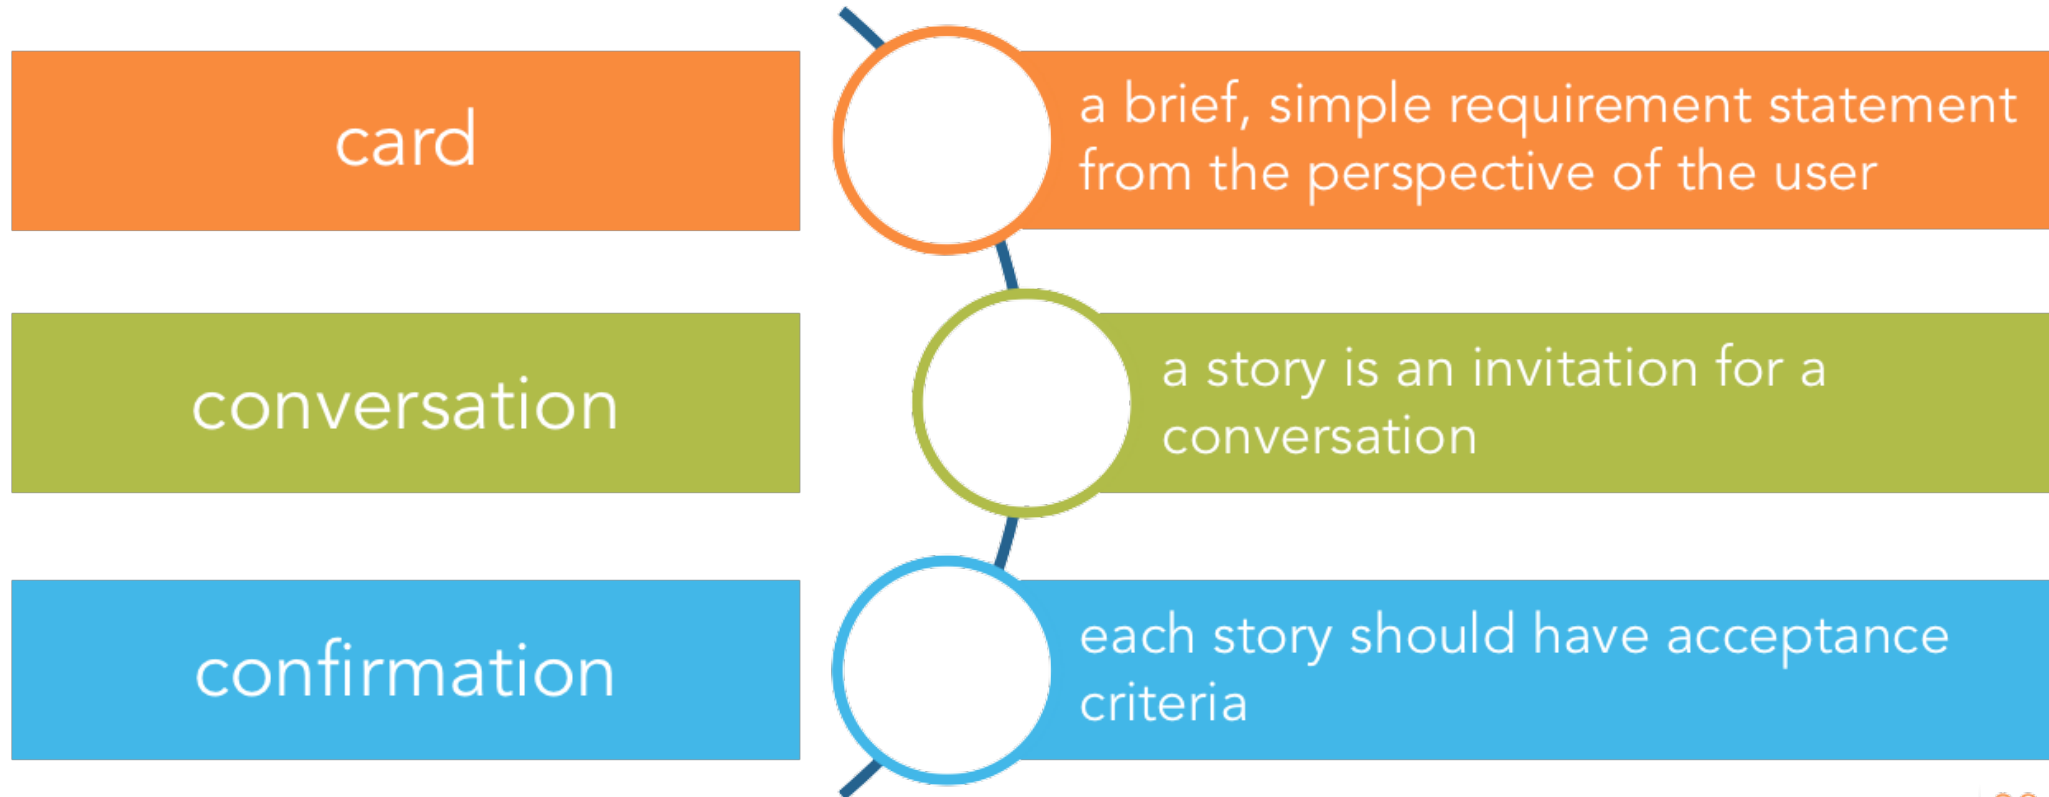 card
a brief, simple requirement statement
from the perspective of the user
conversation
a story is an invitation for a
conversation
confirmation
each story should have acceptance
criteria